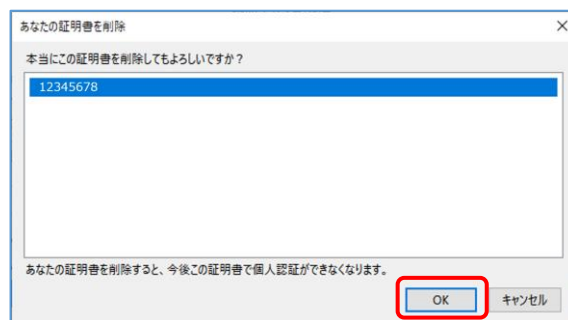 あなたの証明書を削除
本当にこの証明書を削除してもよろしいですか？
12345678
あなたの証明書を削除すると、今後この証明書で個人認証ができなくなります。
OK キャンセル